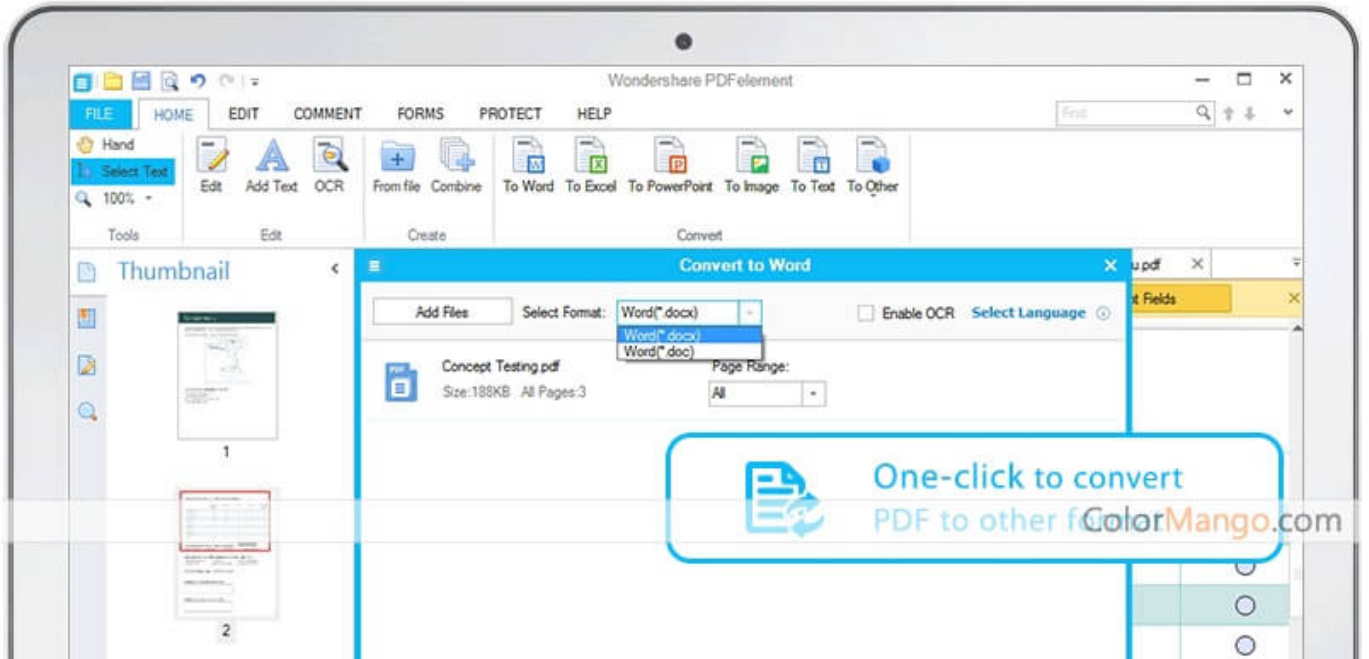 Wondershare PDFelement
FILE HOME EDIT COMMENT FORMS PROTECT HELP Find
Hand
Select Text
100%
Edit Add Text OCR From file Combine To Word To Excel To PowerPoint To Image To Text To Other
Tools Edit Create Convert
Thumbnail
Convert to Word
u.pdf
Add Files Select Format: Word(*.docx) Enable OCR Select Language
t Fields
Word(*.docx)
Word(*.doc)
PDF
Concept Testing.pdf Page Range:
Size:188KB All Pages:3 All
1
One-click to convert
PDF to other format
ColorMango.com
2